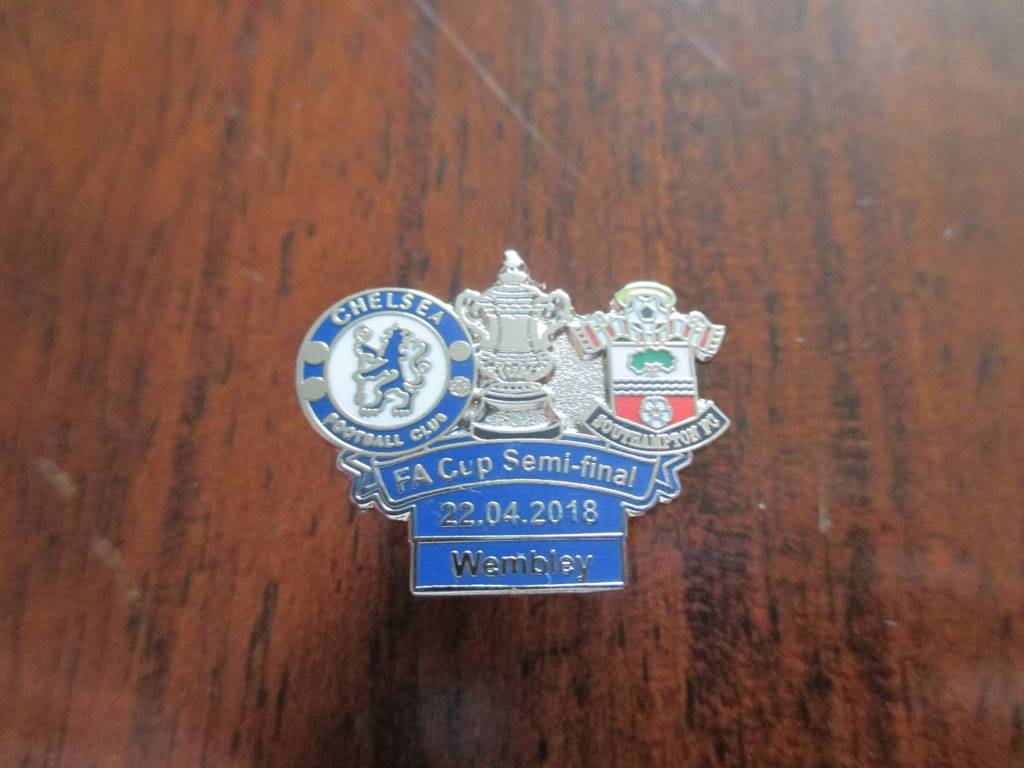 CHELSEA
FOOTBALL CLUB
SOUTHAMPTON FC
FA Cup Semi-final
22.04.2018
Wembley